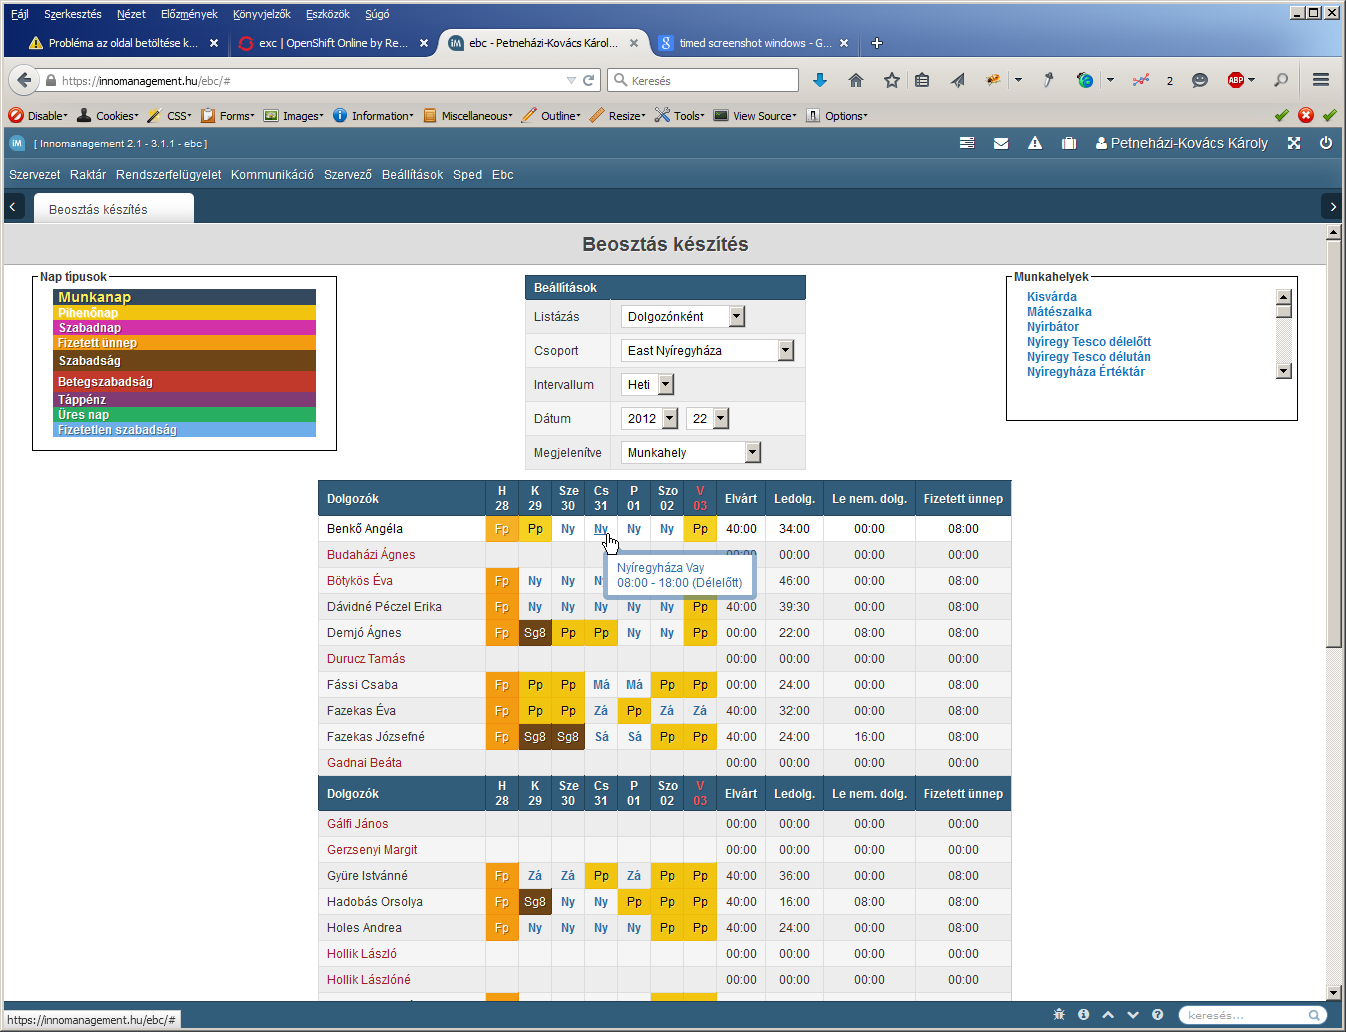 Fájl Szerkesztés Nézet Előzmények Könyvjelzők Eszközök Súgó
Probléma az oldal betöltése k... exc | OpenShift Online by Re... ebc - Petneházi-Kovács Károl... timed screenshot windows - G...
https://innomanagement.hu/ebc/# Keresés 2 ABP
Disable Cookies CSS Forms Images Information Miscellaneous Outline Resize Tools View Source Options
iM [ Innomanagement 2.1 - 3.1.1 - ebc ] Petneházi-Kovács Károly
Szervezet Raktár Rendszerfelügyelet Kommunikáció Szervező Beállítások Sped Ebc
Beosztás készítés
Beosztás készítés
Nap típusok
Munkanap
Pihenőnap
Szabadnap
Fizetett ünnep
Szabadság
Betegszabadság
Táppénz
Üres nap
Fizetetlen szabadság
Beállítások
Listázás Dolgozónként
Csoport East Nyíregyháza
Intervallum Heti
Dátum 2012 22
Megjelenítve Munkahely
Munkahelyek
Kisvárda
Mátészalka
Nyírbátor
Nyíregy Tesco délelőtt
Nyíregy Tesco délután
Nyíregyháza Értéktár
Dolgozók H 28 K 29 Sze 30 Cs 31 P 01 Szo 02 V 03 Elvárt Ledolg. Le nem. dolg. Fizetett ünnep
Benkő Angéla Fp Pp Ny Ny Ny Ny Pp 40:00 34:00 00:00 08:00
Budaházi Ágnes 00:00 00:00 00:00 00:00
Nyíregyháza Vay
08:00 - 18:00 (Délelőtt)
Bötykös Éva Fp Ny Ny 46:00 00:00 08:00
Dávidné Péczel Erika Fp Ny Ny Ny Ny Ny Pp 40:00 39:30 00:00 08:00
Demjó Ágnes Fp Sg8 Pp Pp Ny Ny Pp 00:00 22:00 08:00 08:00
Durucz Tamás 00:00 00:00 00:00 00:00
Fássi Csaba Fp Pp Pp Má Má Pp Pp 00:00 24:00 00:00 08:00
Fazekas Éva Fp Pp Pp Zá Pp Zá Zá 40:00 32:00 00:00 08:00
Fazekas Józsefné Fp Sg8 Sg8 Sá Sá Pp Pp 40:00 24:00 16:00 08:00
Gadnai Beáta 00:00 00:00 00:00 00:00
Dolgozók H 28 K 29 Sze 30 Cs 31 P 01 Szo 02 V 03 Elvárt Ledolg. Le nem. dolg. Fizetett ünnep
Gálfi János 00:00 00:00 00:00 00:00
Gerzsenyi Margit 00:00 00:00 00:00 00:00
Gyüre Istvánné Fp Zá Zá Pp Zá Pp Pp 40:00 36:00 00:00 08:00
Hadobás Orsolya Fp Sg8 Ny Ny Pp Pp Pp 40:00 16:00 08:00 08:00
Holes Andrea Fp Ny Ny Ny Ny Pp Pp 40:00 24:00 00:00 08:00
Hollik László 00:00 00:00 00:00 00:00
Hollik Lászlóné 00:00 00:00 00:00 00:00
https://innomanagement.hu/ebc/# keresés...